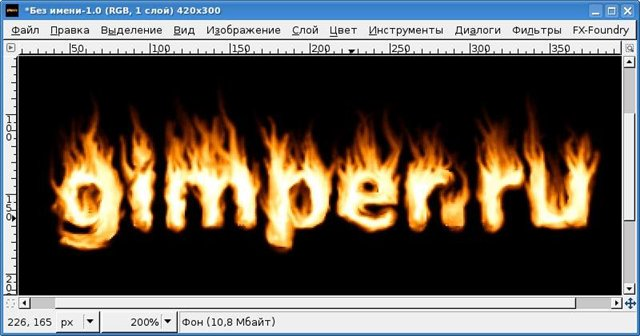 *Без имени-1.0 (RGB, 1 слой) 420x300
Файл Правка Выделение Вид Изображение Слой Цвет Инструменты Диалоги Фильтры FX-Foundry
50 100 150 200 250 300 350
gimper.ru
226, 165 px 200% Фон (10,8 Мбайт)